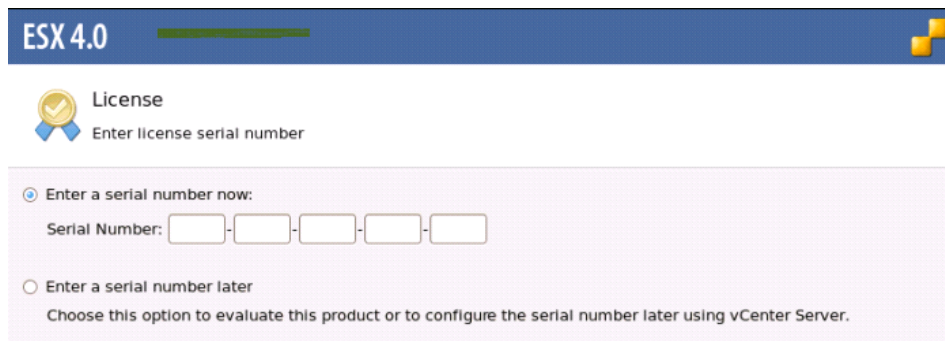 ESX 4.0
License
Enter license serial number
Enter a serial number now:
Serial Number: - - - -
Enter a serial number later
Choose this option to evaluate this product or to configure the serial number later using vCenter Server.